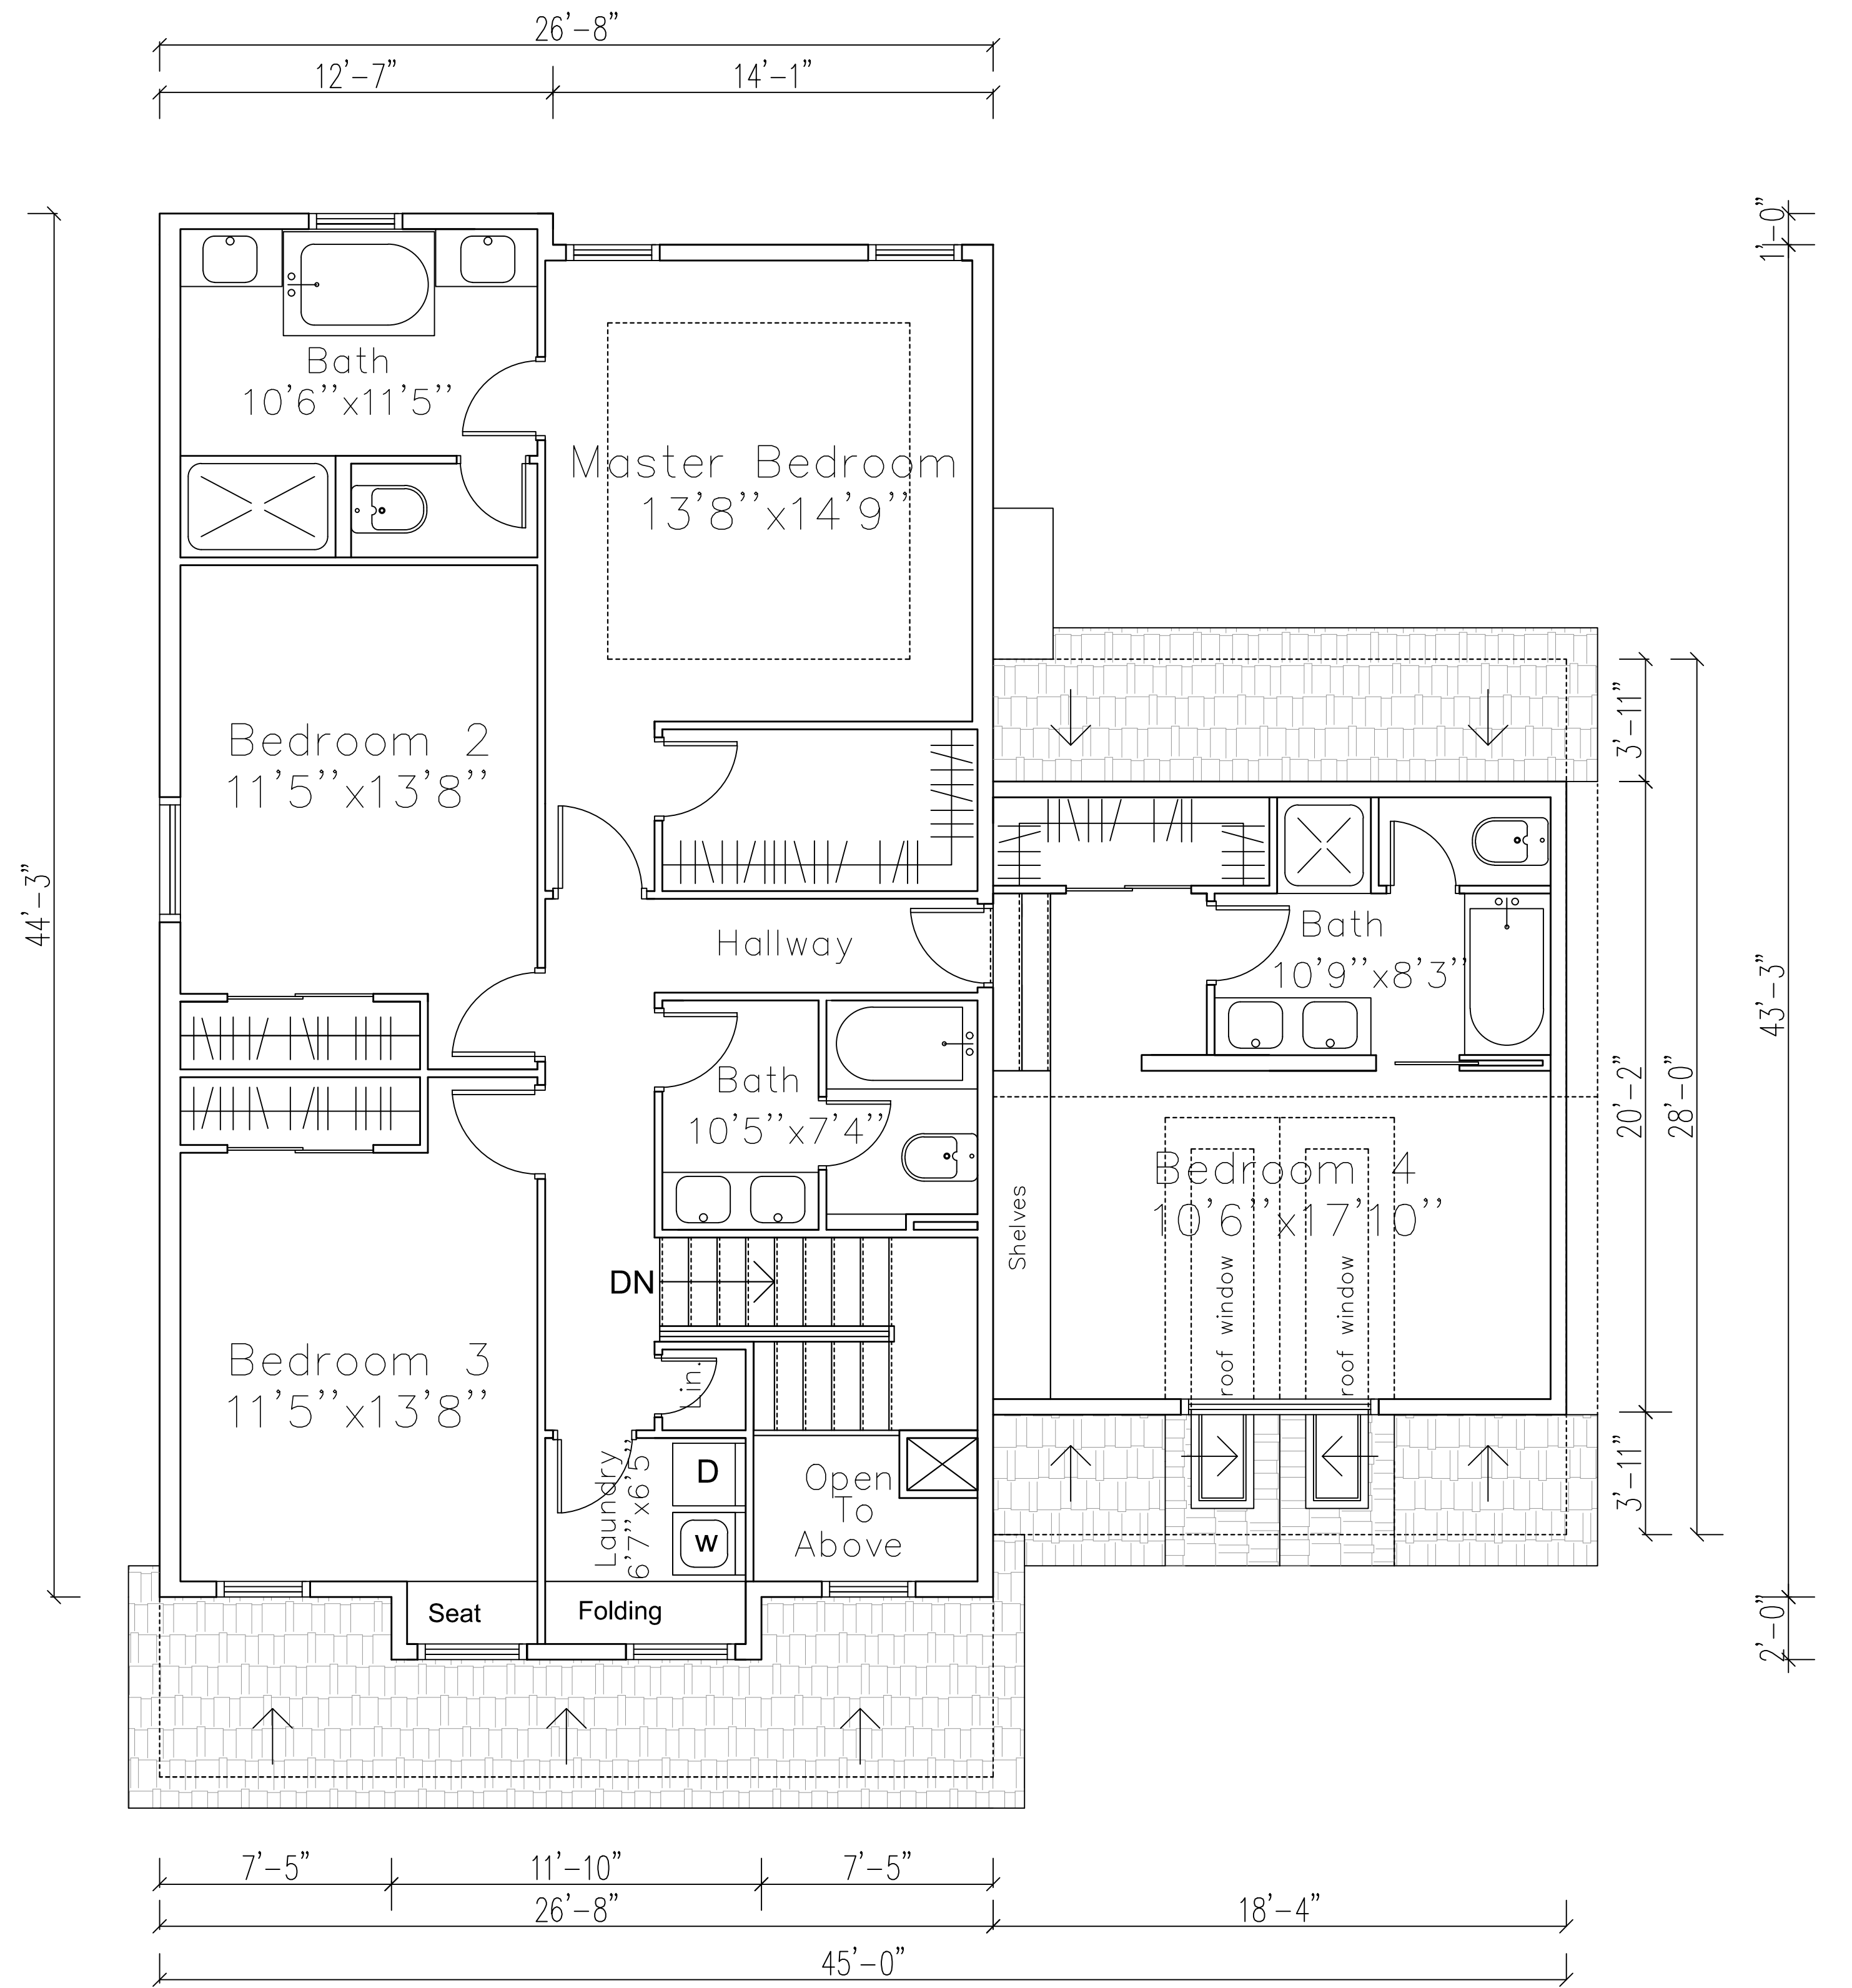 26'-8"
12'-7"
14'-1"
1'-0"
Bath
10'6''x11'5''
Master Bedroom
13'8''x14'9''
3'-11"
Bedroom 2
11'5''x13'8''
44'-3"
Hallway
Bath
10'9''x8'3''
43'-3"
20'-2"
28'-0"
Bath
10'5''x7'4''
Bedroom 4
10'6''x17'10''
Shelves
roof window
roof window
DN
Bedroom 3
11'5''x13'8''
Lin.
Laundry
6'7''x6'5''
D
W
Open
To
Above
3'-11"
Seat
Folding
2'-0"
7'-5"
11'-10"
7'-5"
26'-8"
18'-4"
45'-0"